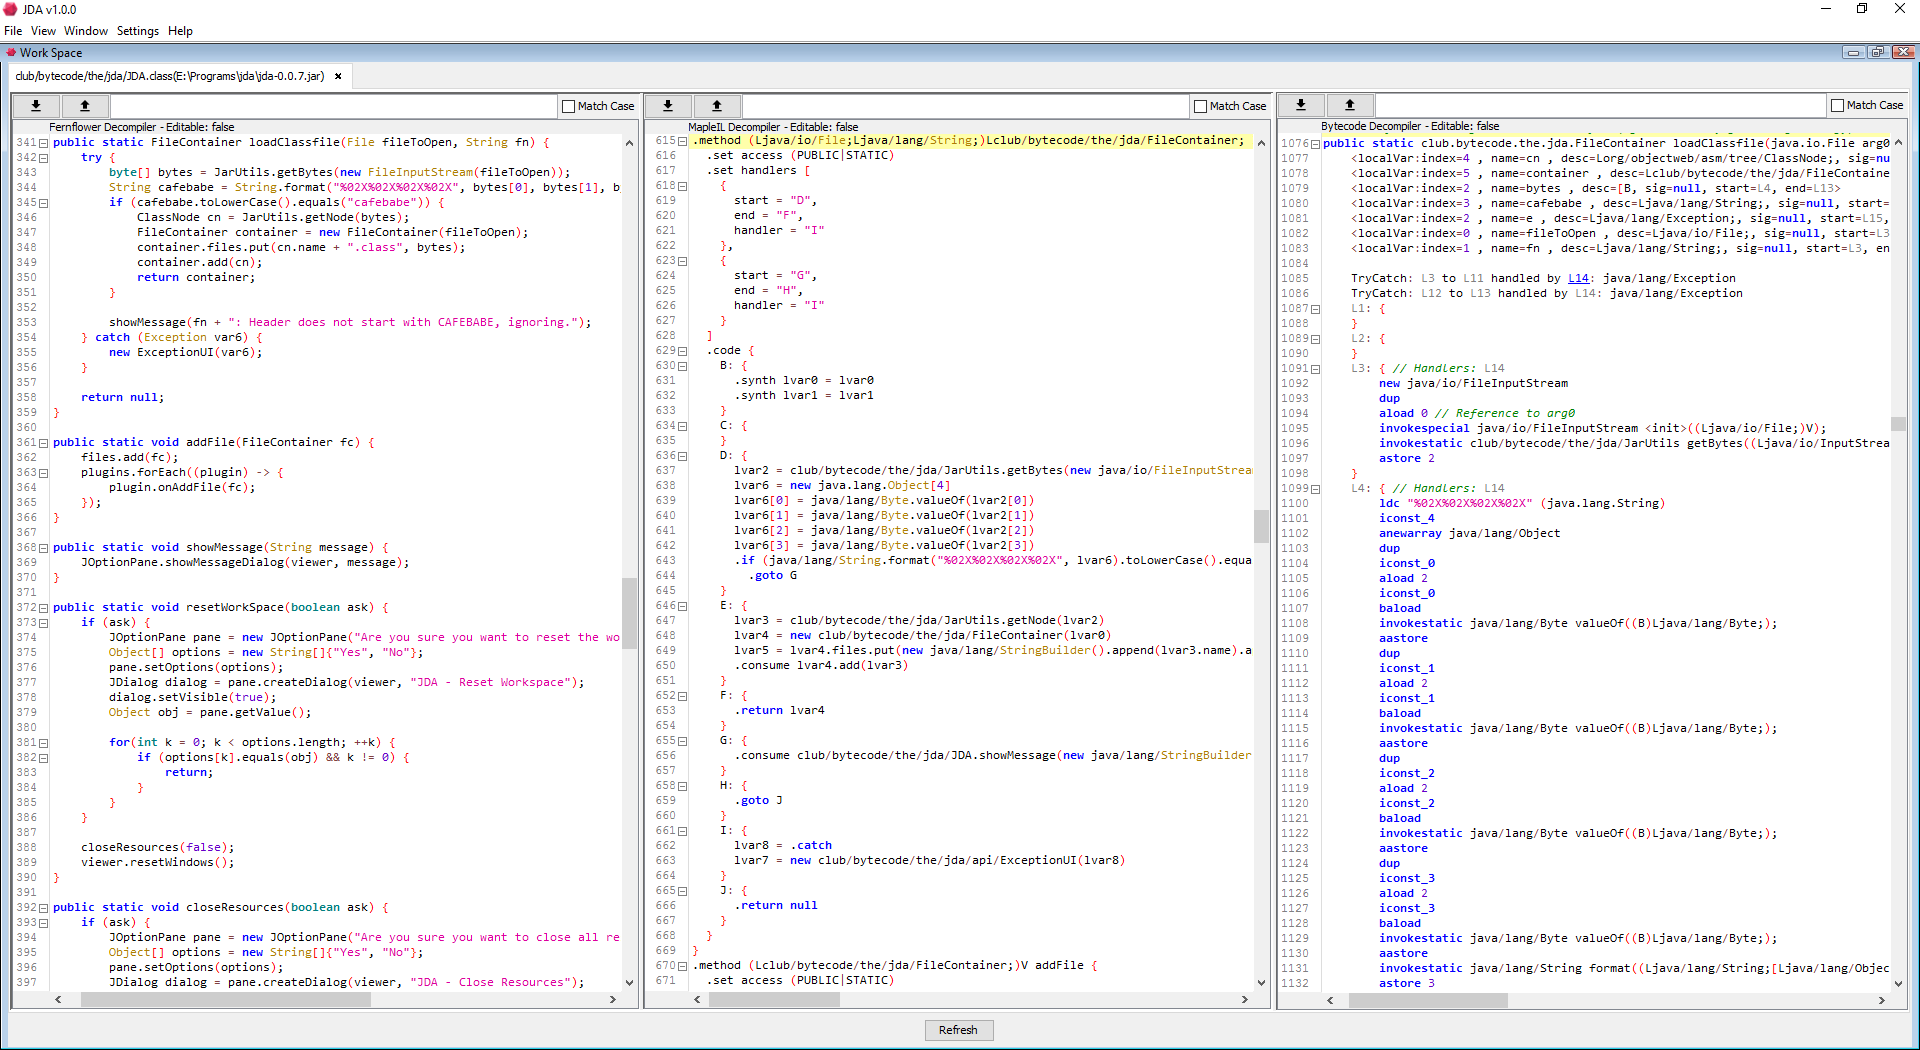 JDA v1.0.0
File View Window Settings Help
Work Space
club/bytecode/the/jda/JDA.class(E:\Programs\jda\jda-0.0.7.jar) ×
Match Case
Fernflower Decompiler - Editable: false
341 public static FileContainer loadClassfile(File fileToOpen, String fn) {
342 try {
343 byte[] bytes = JarUtils.getBytes(new FileInputStream(fileToOpen));
344 String cafebabe = String.format("%02X%02X%02X%02X", bytes[0], bytes[1], b
345 if (cafebabe.toLowerCase().equals("cafebabe")) {
346 ClassNode cn = JarUtils.getNode(bytes);
347 FileContainer container = new FileContainer(fileToOpen);
348 container.files.put(cn.name + ".class", bytes);
349 container.add(cn);
350 return container;
351 }
352
353 showMessage(fn + ": Header does not start with CAFEBABE, ignoring.");
354 } catch (Exception var6) {
355 new ExceptionUI(var6);
356 }
357
358 return null;
359 }
360
361 public static void addFile(FileContainer fc) {
362 files.add(fc);
363 plugins.forEach((plugin) -> {
364 plugin.onAddFile(fc);
365 });
366 }
367
368 public static void showMessage(String message) {
369 JOptionPane.showMessageDialog(viewer, message);
370 }
371
372 public static void resetWorkSpace(boolean ask) {
373 if (ask) {
374 JOptionPane pane = new JOptionPane("Are you sure you want to reset the wo
375 Object[] options = new String[]{"Yes", "No"};
376 pane.setOptions(options);
377 JDialog dialog = pane.createDialog(viewer, "JDA - Reset Workspace");
378 dialog.setVisible(true);
379 Object obj = pane.getValue();
380
381 for(int k = 0; k < options.length; ++k) {
382 if (options[k].equals(obj) && k != 0) {
383 return;
384 }
385 }
386 }
387
388 closeResources(false);
389 viewer.resetWindows();
390 }
391
392 public static void closeResources(boolean ask) {
393 if (ask) {
394 JOptionPane pane = new JOptionPane("Are you sure you want to close all re
395 Object[] options = new String[]{"Yes", "No"};
396 pane.setOptions(options);
397 JDialog dialog = pane.createDialog(viewer, "JDA - Close Resources");
Match Case
MapleIL Decompiler - Editable: false
615 .method (Ljava/io/File;Ljava/lang/String;)Lclub/bytecode/the/jda/FileContainer;
616 .set access (PUBLIC|STATIC)
617 .set handlers [
618 {
619 start = "D",
620 end = "F",
621 handler = "I"
622 },
623 {
624 start = "G",
625 end = "H",
626 handler = "I"
627 }
628 ]
629 .code {
630 B: {
631 .synth lvar0 = lvar0
632 .synth lvar1 = lvar1
633 }
634 C: {
635 }
636 D: {
637 lvar2 = club/bytecode/the/jda/JarUtils.getBytes(new java/io/FileInputStrea
638 lvar6 = new java.lang.Object[4]
639 lvar6[0] = java/lang/Byte.valueOf(lvar2[0])
640 lvar6[1] = java/lang/Byte.valueOf(lvar2[1])
641 lvar6[2] = java/lang/Byte.valueOf(lvar2[2])
642 lvar6[3] = java/lang/Byte.valueOf(lvar2[3])
643 .if (java/lang/String.format("%02X%02X%02X%02X", lvar6).toLowerCase().equa
644 .goto G
645 }
646 E: {
647 lvar3 = club/bytecode/the/jda/JarUtils.getNode(lvar2)
648 lvar4 = new club/bytecode/the/jda/FileContainer(lvar0)
649 lvar5 = lvar4.files.put(new java/lang/StringBuilder().append(lvar3.name).a
650 .consume lvar4.add(lvar3)
651 }
652 F: {
653 .return lvar4
654 }
655 G: {
656 .consume club/bytecode/the/jda/JDA.showMessage(new java/lang/StringBuilder
657 }
658 H: {
659 .goto J
660 }
661 I: {
662 lvar8 = .catch
663 lvar7 = new club/bytecode/the/jda/api/ExceptionUI(lvar8)
664 }
665 J: {
666 .return null
667 }
668 }
669 }
670 .method (Lclub/bytecode/the/jda/FileContainer;)V addFile {
671 .set access (PUBLIC|STATIC)
Match Case
Bytecode Decompiler - Editable: false
1076 public static club.bytecode.the.jda.FileContainer loadClassfile(java.io.File arg0
1077 <localVar:index=4 , name=cn , desc=Lorg/objectweb/asm/tree/ClassNode;, sig=nu
1078 <localVar:index=5 , name=container , desc=Lclub/bytecode/the/jda/FileContaine
1079 <localVar:index=2 , name=bytes , desc=[B, sig=null, start=L4, end=L13>
1080 <localVar:index=3 , name=cafebabe , desc=Ljava/lang/String;, sig=null, start=
1081 <localVar:index=2 , name=e , desc=Ljava/lang/Exception;, sig=null, start=L15,
1082 <localVar:index=0 , name=fileToOpen , desc=Ljava/io/File;, sig=null, start=L3
1083 <localVar:index=1 , name=fn , desc=Ljava/lang/String;, sig=null, start=L3, en
1084
1085 TryCatch: L3 to L11 handled by L14: java/lang/Exception
1086 TryCatch: L12 to L13 handled by L14: java/lang/Exception
1087 L1: {
1088 }
1089 L2: {
1090 }
1091 L3: { // Handlers: L14
1092 new java/io/FileInputStream
1093 dup
1094 aload 0 // Reference to arg0
1095 invokespecial java/io/FileInputStream <init>((Ljava/io/File;)V);
1096 invokestatic club/bytecode/the/jda/JarUtils getBytes((Ljava/io/InputStrea
1097 astore 2
1098 }
1099 L4: { // Handlers: L14
1100 ldc "%02X%02X%02X%02X" (java.lang.String)
1101 iconst_4
1102 anewarray java/lang/Object
1103 dup
1104 iconst_0
1105 aload 2
1106 iconst_0
1107 baload
1108 invokestatic java/lang/Byte valueOf((B)Ljava/lang/Byte;);
1109 aastore
1110 dup
1111 iconst_1
1112 aload 2
1113 iconst_1
1114 baload
1115 invokestatic java/lang/Byte valueOf((B)Ljava/lang/Byte;);
1116 aastore
1117 dup
1118 iconst_2
1119 aload 2
1120 iconst_2
1121 baload
1122 invokestatic java/lang/Byte valueOf((B)Ljava/lang/Byte;);
1123 aastore
1124 dup
1125 iconst_3
1126 aload 2
1127 iconst_3
1128 baload
1129 invokestatic java/lang/Byte valueOf((B)Ljava/lang/Byte;);
1130 aastore
1131 invokestatic java/lang/String format((Ljava/lang/String;[Ljava/lang/Objec
1132 astore 3
Refresh